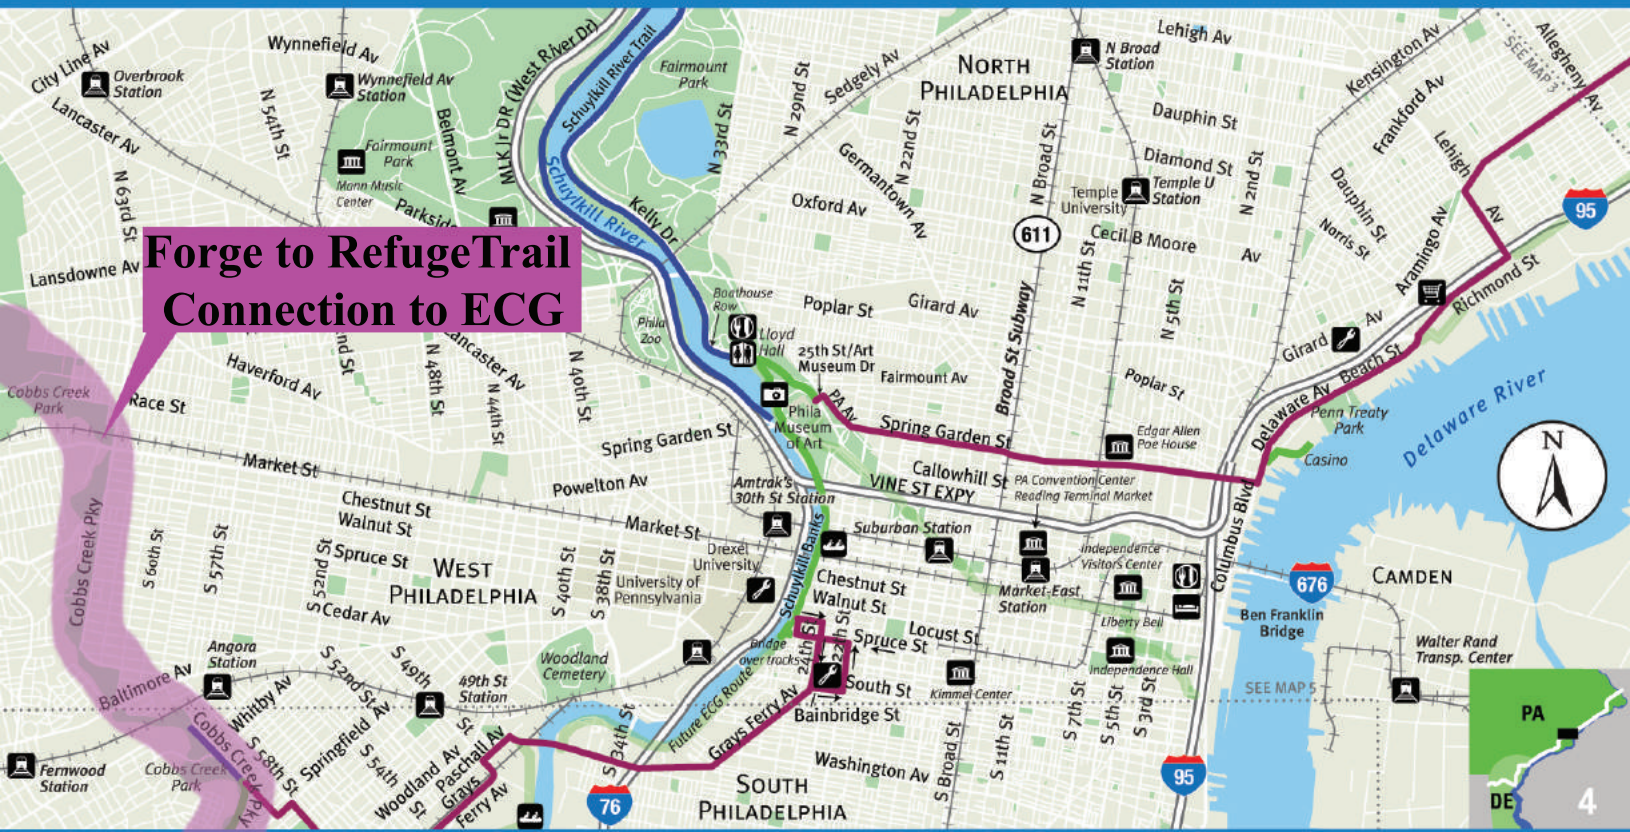 City Line Av
Overbrook
Station
Lancaster Av
Wynnefield Av
Wynnefield Av
Station
N 54th St
N 63rd St
Fairmount
Park
Mann Music
Center
Belmont Av
Parksid
MLK Jr DR (West River Dr)
Schuylkill River Trail
Schuylkill River
Kelly Dr
Fairmount
Park
N 33rd St
N 29nd St
Sedgely Av
NORTH
PHILADELPHIA
N 22nd St
Germantown Av
Oxford Av
N Broad
Station
Lehigh Av
Dauphin St
Diamond St
Temple
University
Temple U
Station
N Broad St
N 2nd St
611
Cecil B Moore
Av
N 11th St
N 5th St
Kensington Av
Frankford Av
Allegheny Av
SEE MAP 3
Lehigh
Av
Dauphin St
Norris St
Aramingo Av
95
Richmond St
Lansdowne Av
Forge to RefugeTrail
Connection to ECG
Boathouse
Row
Phila
Zoo
Lloyd
Hall
Poplar St
Girard Av
25th St/Art
Museum Dr
Fairmount Av
Broad St Subway
Poplar St
Girard
Av
Beach St
Delaware Av
Penn Treaty
Park
Casino
Delaware River
N
Cobbs Creek
Park
Race St
Haverford Av
nd St
Lancaster Av
N 48th St
N 44th St
N 40th St
Phila
Museum
of Art
PA Av
Spring Garden St
Spring Garden St
Edgar Allen
Poe House
Callowhill St
VINE ST EXPY
PA Convention Center
Reading Terminal Market
Market St
Powelton Av
Amtrak's
30th St Station
Chestnut St
Walnut St
Market St
Suburban Station
Spruce St
Drexel
University
Schuylkill Banks
Independence
Visitors Center
Columbus Blvd
676
CAMDEN
Cobbs Creek Pky
S 60th St
S 57th St
S 52nd St
WEST
PHILADELPHIA
S 40th St
S 38th St
University of
Pennsylvania
Chestnut St
Walnut St
Market-East
Station
Liberty Bell
Ben Franklin
Bridge
Cedar Av
Bridge
over tracks
24th St
22th St
Locust St
Spruce St
Independence Hall
Walter Rand
Transp. Center
Angora
Station
Baltimore Av
S 52nd St
S 49th
St
49th St
Station
Woodland
Cemetery
South St
Kimmel Center
SEE MAP 5
Whitby Av
Future ECG Route
Bainbridge St
S 7th St
S 5th St
S 3rd St
PA
Cobbs Creek Pky
Springfield Av
S 58th St
S 54th
St
S 34th St
Grays Ferry Av
S Broad St
S 11th St
Fernwood
Station
Cobbs Creek
Park
Woodland Av
Paschall Av
Grays
Ferry Av
76
Washington Av
SOUTH
PHILADELPHIA
95
DE
4